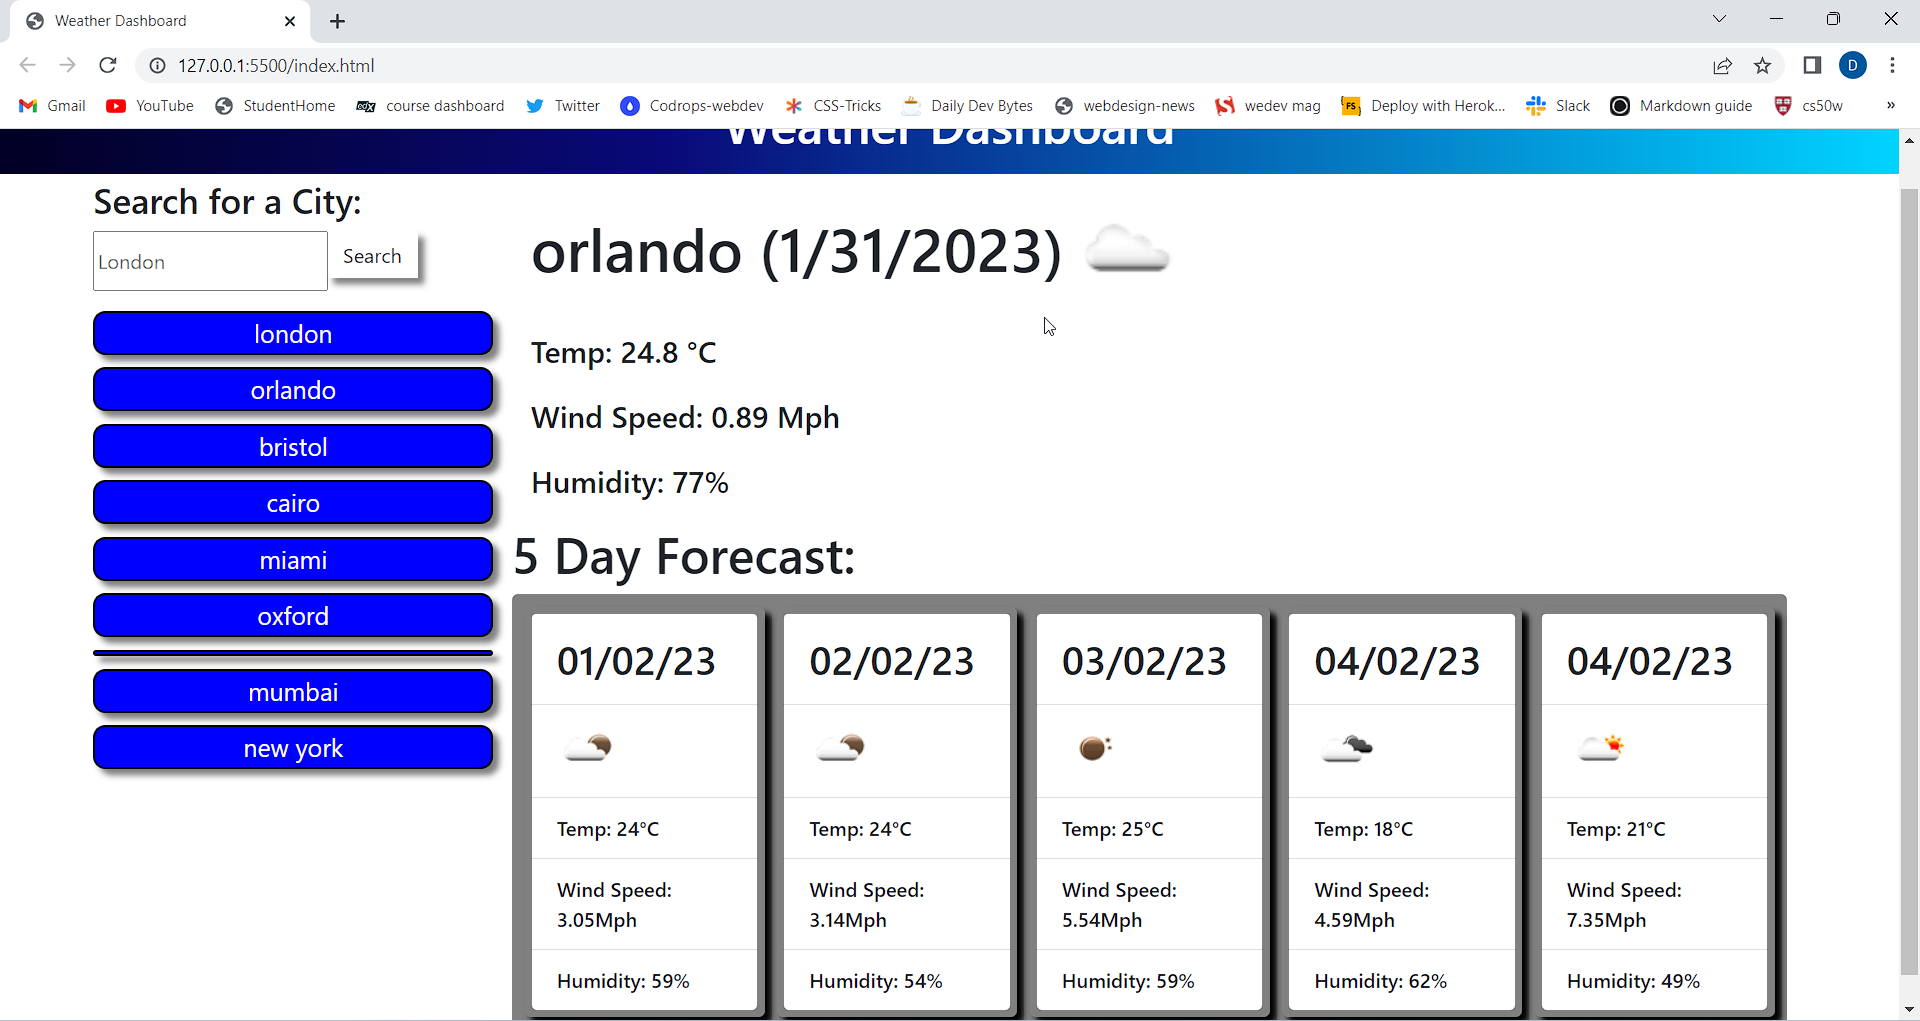 Weather Dashboard
127.0.0.1:5500/index.html
D
Gmail YouTube StudentHome edX course dashboard Twitter Codrops-webdev CSS-Tricks Daily Dev Bytes webdesign-news wedev mag FS Deploy with Herok... Slack Markdown guide cs50w »
Weather Dashboard
Search for a City:
London
Search
london
orlando
bristol
cairo
miami
oxford
mumbai
new york
orlando (1/31/2023)
Temp: 24.8 °C
Wind Speed: 0.89 Mph
Humidity: 77%
5 Day Forecast:
01/02/23
Temp: 24°C
Wind Speed:
3.05Mph
Humidity: 59%
02/02/23
Temp: 24°C
Wind Speed:
3.14Mph
Humidity: 54%
03/02/23
Temp: 25°C
Wind Speed:
5.54Mph
Humidity: 59%
04/02/23
Temp: 18°C
Wind Speed:
4.59Mph
Humidity: 62%
04/02/23
Temp: 21°C
Wind Speed:
7.35Mph
Humidity: 49%